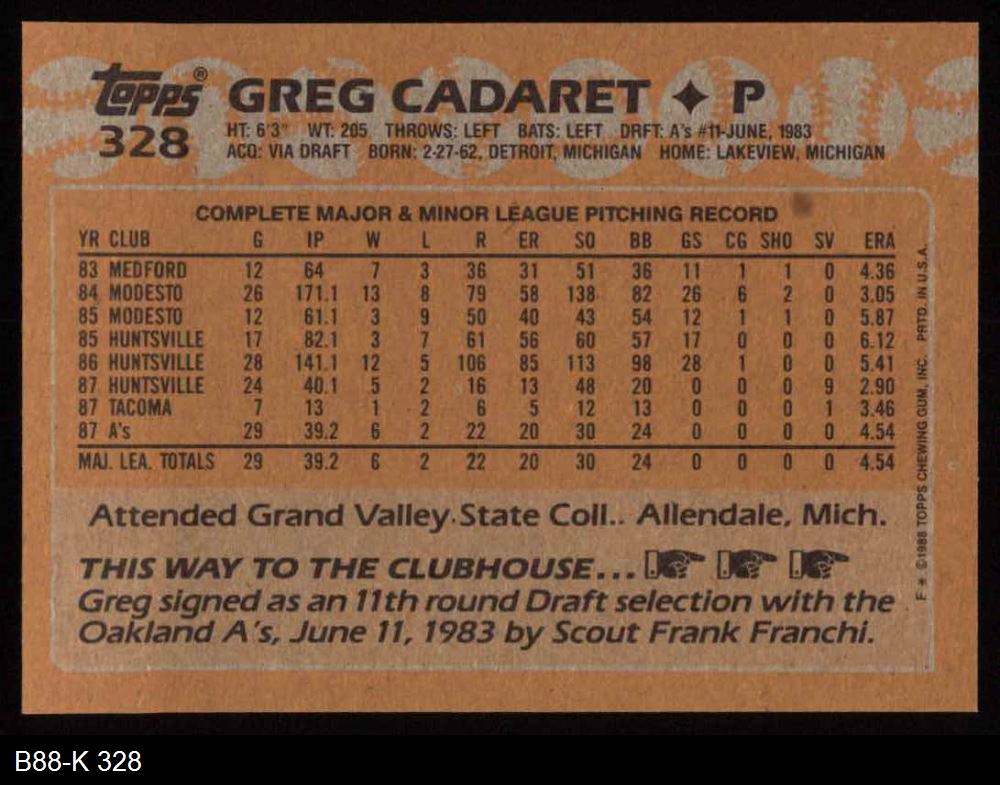 topps® GREG CADARET ✦ P
328 HT: 6'3" WT: 205 THROWS: LEFT BATS: LEFT DRFT: A's #11-JUNE, 1983
ACQ: VIA DRAFT BORN: 2-27-62, DETROIT, MICHIGAN HOME: LAKEVIEW, MICHIGAN
COMPLETE MAJOR & MINOR LEAGUE PITCHING RECORD
YR CLUB G IP W L R ER SO BB GS CG SHO SV ERA
83 MEDFORD 12 64 7 3 36 31 51 36 11 1 1 0 4.36
84 MODESTO 26 171.1 13 8 79 58 138 82 26 6 2 0 3.05
85 MODESTO 12 61.1 3 9 50 40 43 54 12 1 1 0 5.87
85 HUNTSVILLE 17 82.1 3 7 61 56 60 57 17 0 0 0 6.12
86 HUNTSVILLE 28 141.1 12 5 106 85 113 98 28 1 0 0 5.41
87 HUNTSVILLE 24 40.1 5 2 16 13 48 20 0 0 0 9 2.90
87 TACOMA 7 13 1 2 6 5 12 13 0 0 0 1 3.46
87 A's 29 39.2 6 2 22 20 30 24 0 0 0 0 4.54
MAJ. LEA. TOTALS 29 39.2 6 2 22 20 30 24 0 0 0 0 4.54
Attended Grand Valley State Coll.. Allendale, Mich.
THIS WAY TO THE CLUBHOUSE...
Greg signed as an 11th round Draft selection with the
Oakland A's, June 11, 1983 by Scout Frank Franchi.
F * ©1988 TOPPS CHEWING GUM, INC. PRTD. IN U.S.A.
B88-K 328